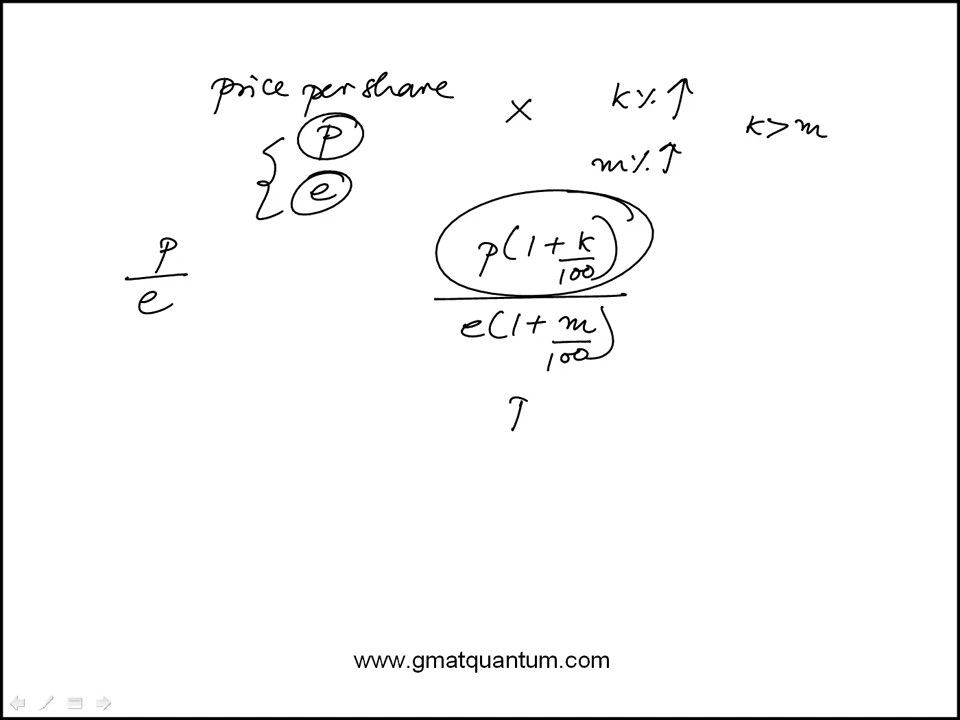 price per share × k% ↑ k>m
p m% ↑
e
p p(1 + k/100)
e e(1 + m/100)
↑
www.gmatquantum.com